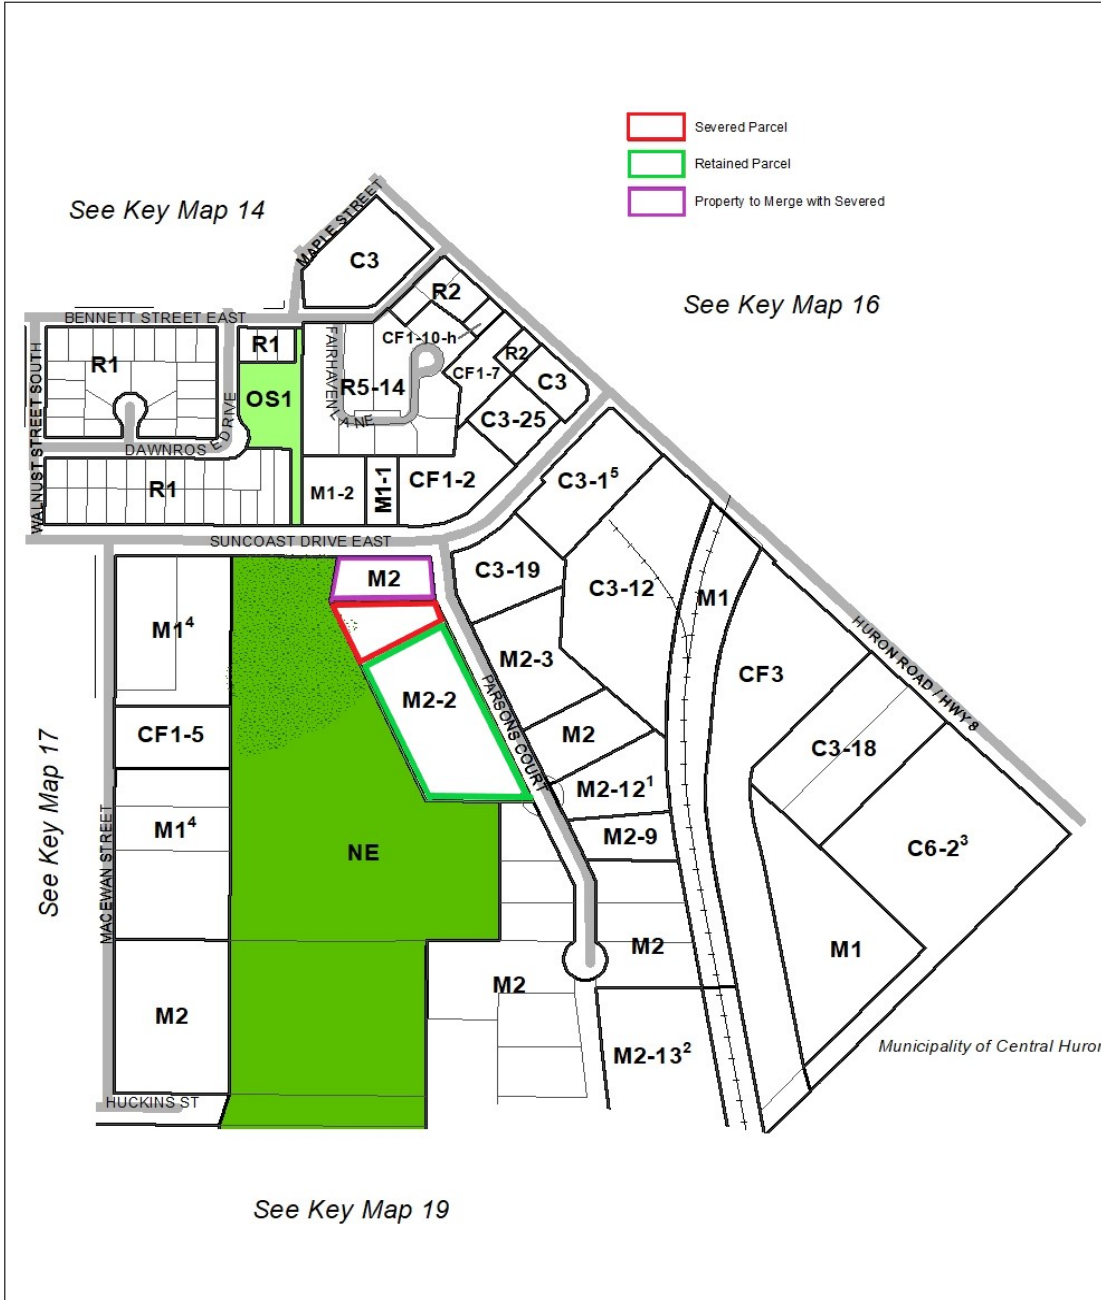 Severed Parcel
Retained Parcel
Property to Merge with Severed
See Key Map 14
See Key Map 16
MAPLE STREET
C3
R2
BENNETT STREET EAST
CF1-10-h
R1
R1
FAIRHAVEN LANE
CF1-7
R2
C3
R5-14
OS1
WALNUST STREET SOUTH
C3-25
DAWNROSED DRIVE
R1
M1-2
M1-1
CF1-2
C3-1⁵
SUNCOAST DRIVE EAST
M2
C3-19
C3-12
M1
M1⁴
M2-3
HURON ROAD / HWY 8
CF3
M2-2
PARSONS COURT
CF1-5
M2
C3-18
See Key Map 17
M2-12¹
MACEWAN STREET
M1⁴
M2-9
NE
C6-2³
M2
M1
M2
M2
M2-13²
Municipality of Central Huron
HUCKINS ST
See Key Map 19